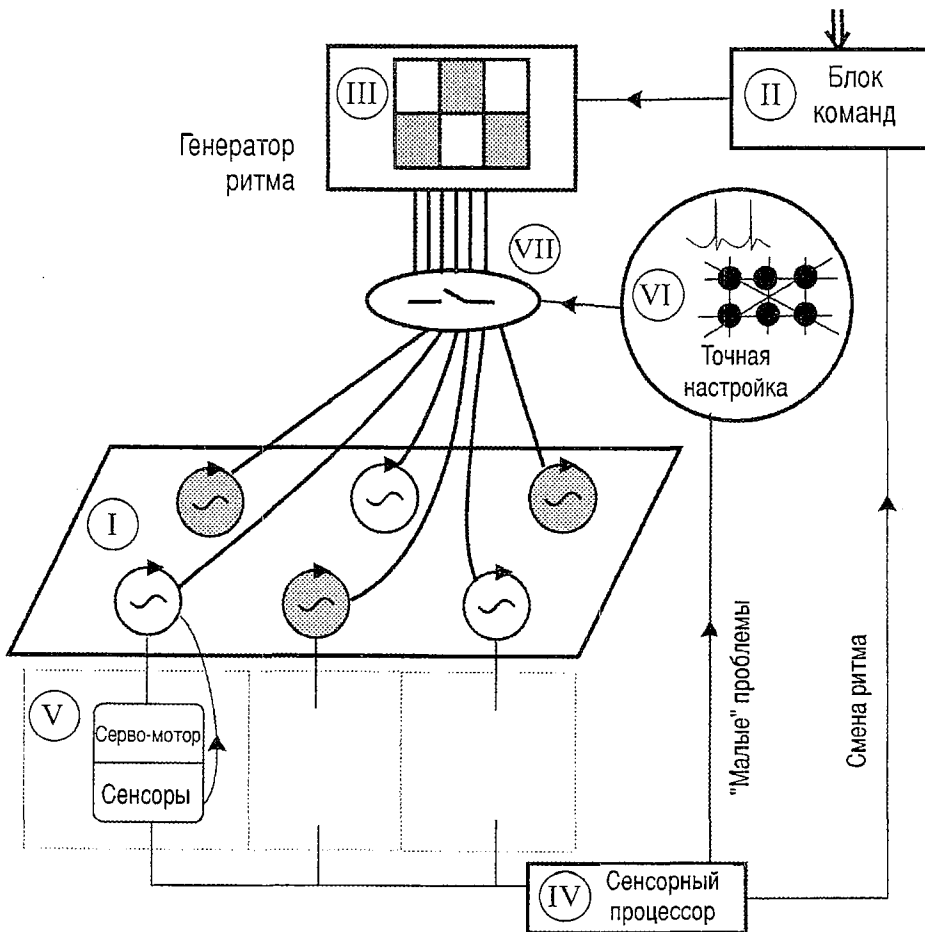 III
II
Блок
команд
Генератор
ритма
VII
VI
Точная
настройка
I
V
Серво-мотор
Сенсоры
"Малые" проблемы
Смена ритма
IV
Сенсорный
процессор